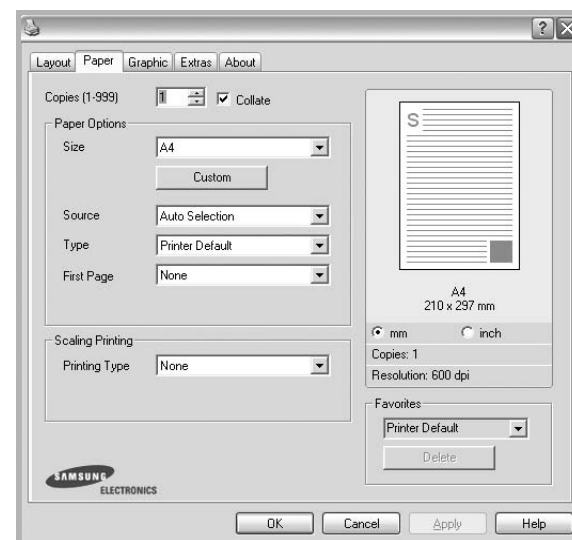 Layout Paper Graphic Extras About
Copies (1-999) 1 Collate
Paper Options
Size A4
Custom
Source Auto Selection
Type Printer Default
First Page None
Scaling Printing
Printing Type None
S
A4
210 x 297 mm
mm inch
Copies: 1
Resolution: 600 dpi
Favorites
Printer Default
Delete
SAMSUNG
ELECTRONICS
OK Cancel Apply Help